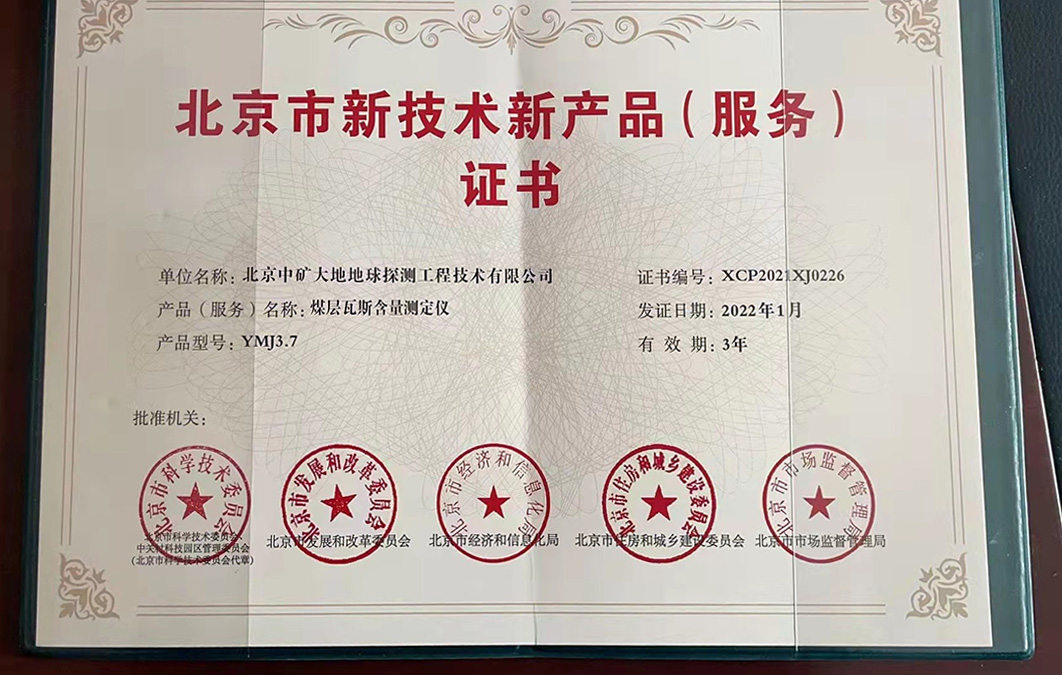 北京市新技术新产品（服务）
证书
单位名称：北京中矿大地地球探测工程技术有限公司
证书编号：XCP2021XJ0226
产品（服务）名称：煤层瓦斯含量测定仪
发证日期：2022年1月
产品型号：YMJ3.7
有 效 期：3年
批准机关：
北京市科学技术委员会
北京市发展和改革委员会
北京市经济和信息化局
北京市住房和城乡建设委员会
北京市市场监督管理局
北京市科学技术委员会、
中关村科技园区管理委员会
(北京市科学技术委员会代章)
北京市发展和改革委员会
北京市经济和信息化局
北京市住房和城乡建设委员会
北京市市场监督管理局